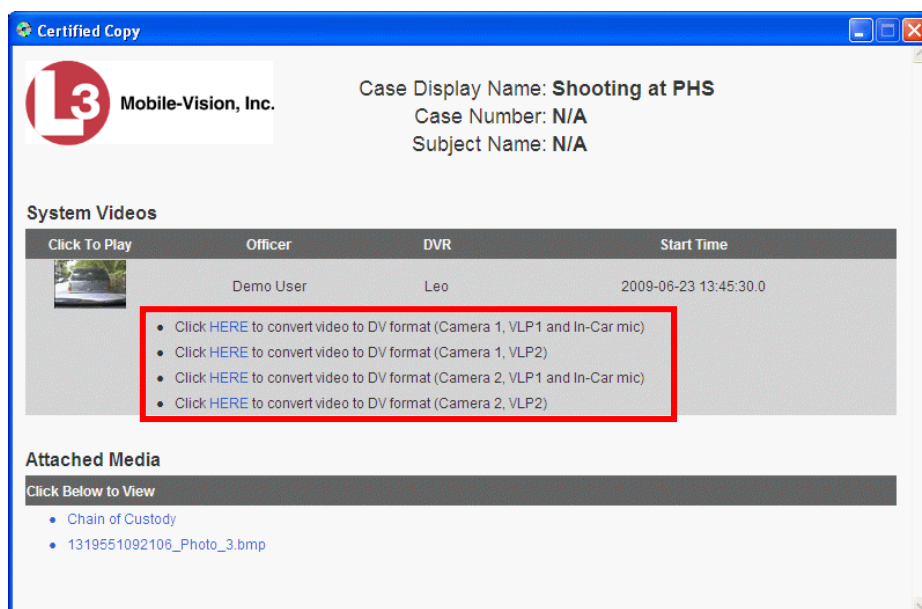 Certified Copy
L3
Mobile-Vision, Inc.
Case Display Name: Shooting at PHS
Case Number: N/A
Subject Name: N/A
System Videos
Click To Play Officer DVR Start Time
Demo User Leo 2009-06-23 13:45:30.0
• Click HERE to convert video to DV format (Camera 1, VLP1 and In-Car mic)
• Click HERE to convert video to DV format (Camera 1, VLP2)
• Click HERE to convert video to DV format (Camera 2, VLP1 and In-Car mic)
• Click HERE to convert video to DV format (Camera 2, VLP2)
Attached Media
Click Below to View
• Chain of Custody
• 1319551092106_Photo_3.bmp